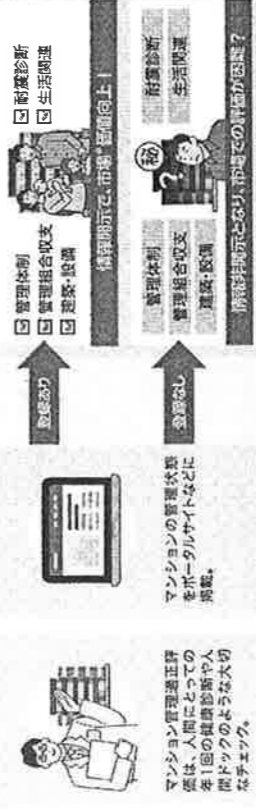 マンション管理適正評
価は、人間にとっての
年1回の健康診断や人
間ドックのような大切
なチェック。
マンションの管理状態
をポータルサイトなどに
掲載。
登録あり
☑ 管理体制
☑ 管理組合収支
☑ 建築・設備
☑ 耐震診断
☑ 生活関連
情報開示で、市場価値向上！
登録なし
管理体制
管理組合収支
建築・設備
秘
?
耐震診断
生活関連
情報非開示となり、市場での評価が困難？